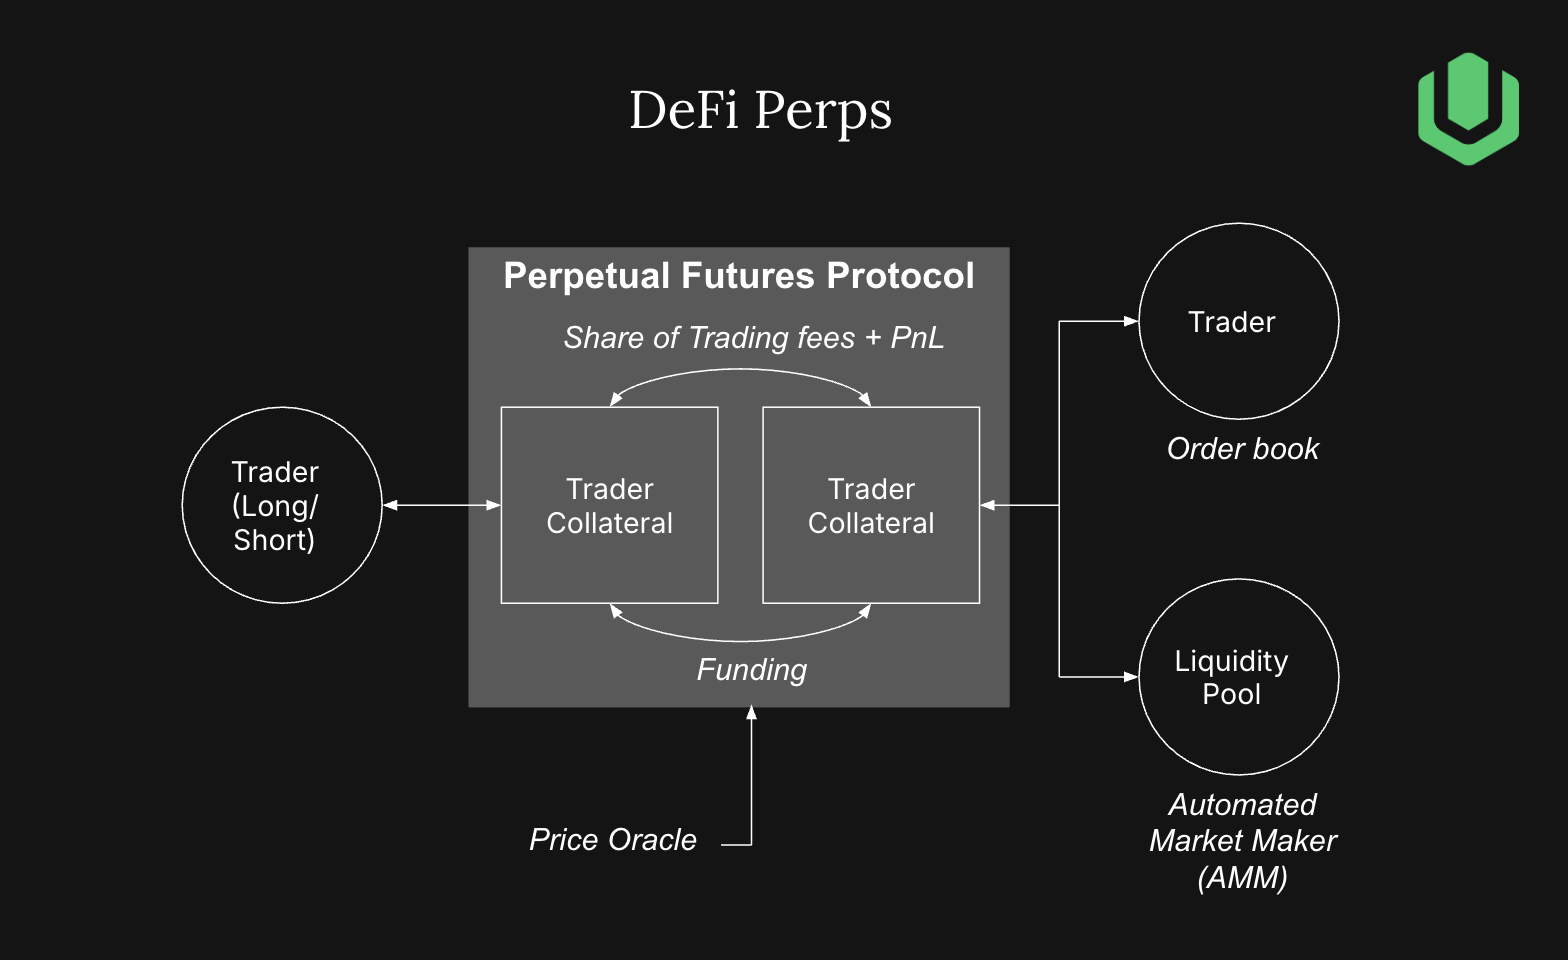 DeFi Perps
Perpetual Futures Protocol
Share of Trading fees + PnL
Trader
(Long/
Short)
Trader
Collateral
Trader
Collateral
Funding
Price Oracle
Trader
Order book
Liquidity
Pool
Automated
Market Maker
(AMM)